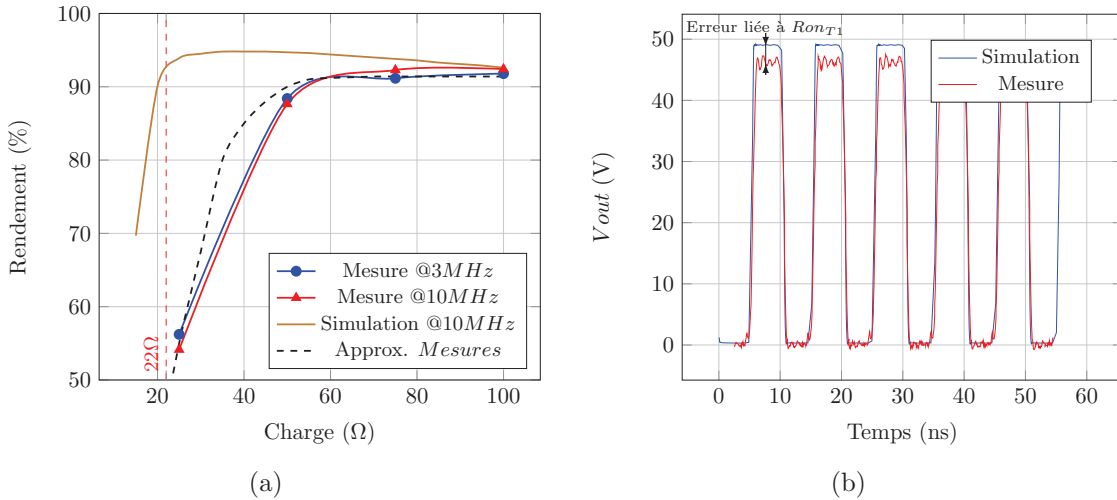 100
90
80
70
60
50
Rendement (%)
22Ω
Mesure @3MHz
Mesure @10MHz
Simulation @10MHz
Approx. Mesures
20
40
60
80
100
Charge (Ω)
(a)
50
40
30
20
10
0
Vout (V)
Erreur liée à Ron_{T1}
Simulation
Mesure
0
10
20
30
40
50
60
Temps (ns)
(b)